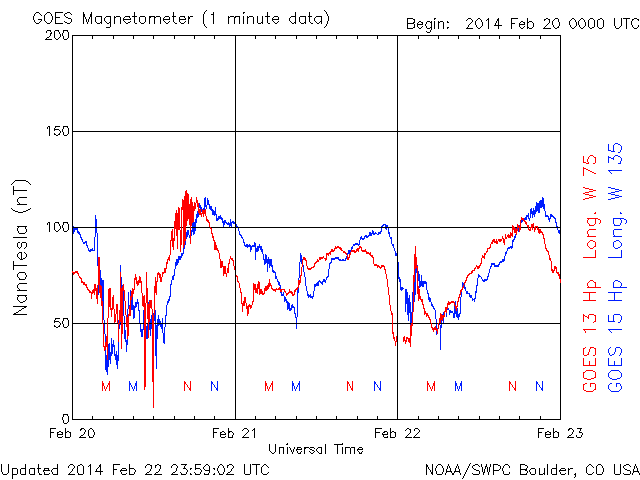 GOES Magnetometer (1 minute data)
Begin: 2014 Feb 20 0000 UTC
200
150
100
50
0
NanoTesla (nT)
M M N N M M N N M M N N
Feb 20 Feb 21 Feb 22 Feb 23
Universal Time
GOES 13 Hp Long. W 75
GOES 15 Hp Long. W 135
Updated 2014 Feb 22 23:59:02 UTC
NOAA/SWPC Boulder, CO USA